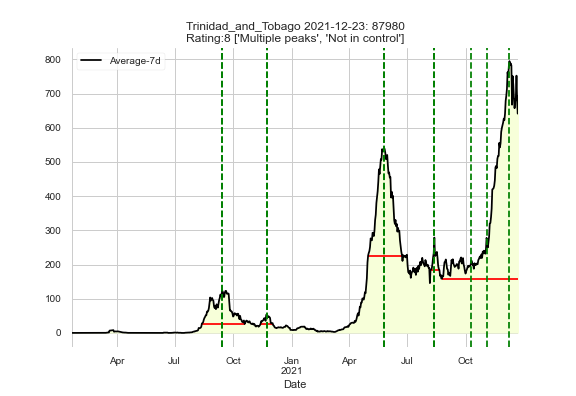 Trinidad_and_Tobago 2021-12-23: 87980
Rating:8 ['Multiple peaks', 'Not in control']
Average-7d
800
700
600
500
400
300
200
100
0
Apr Jul Oct Jan Apr Jul Oct
2021
Date